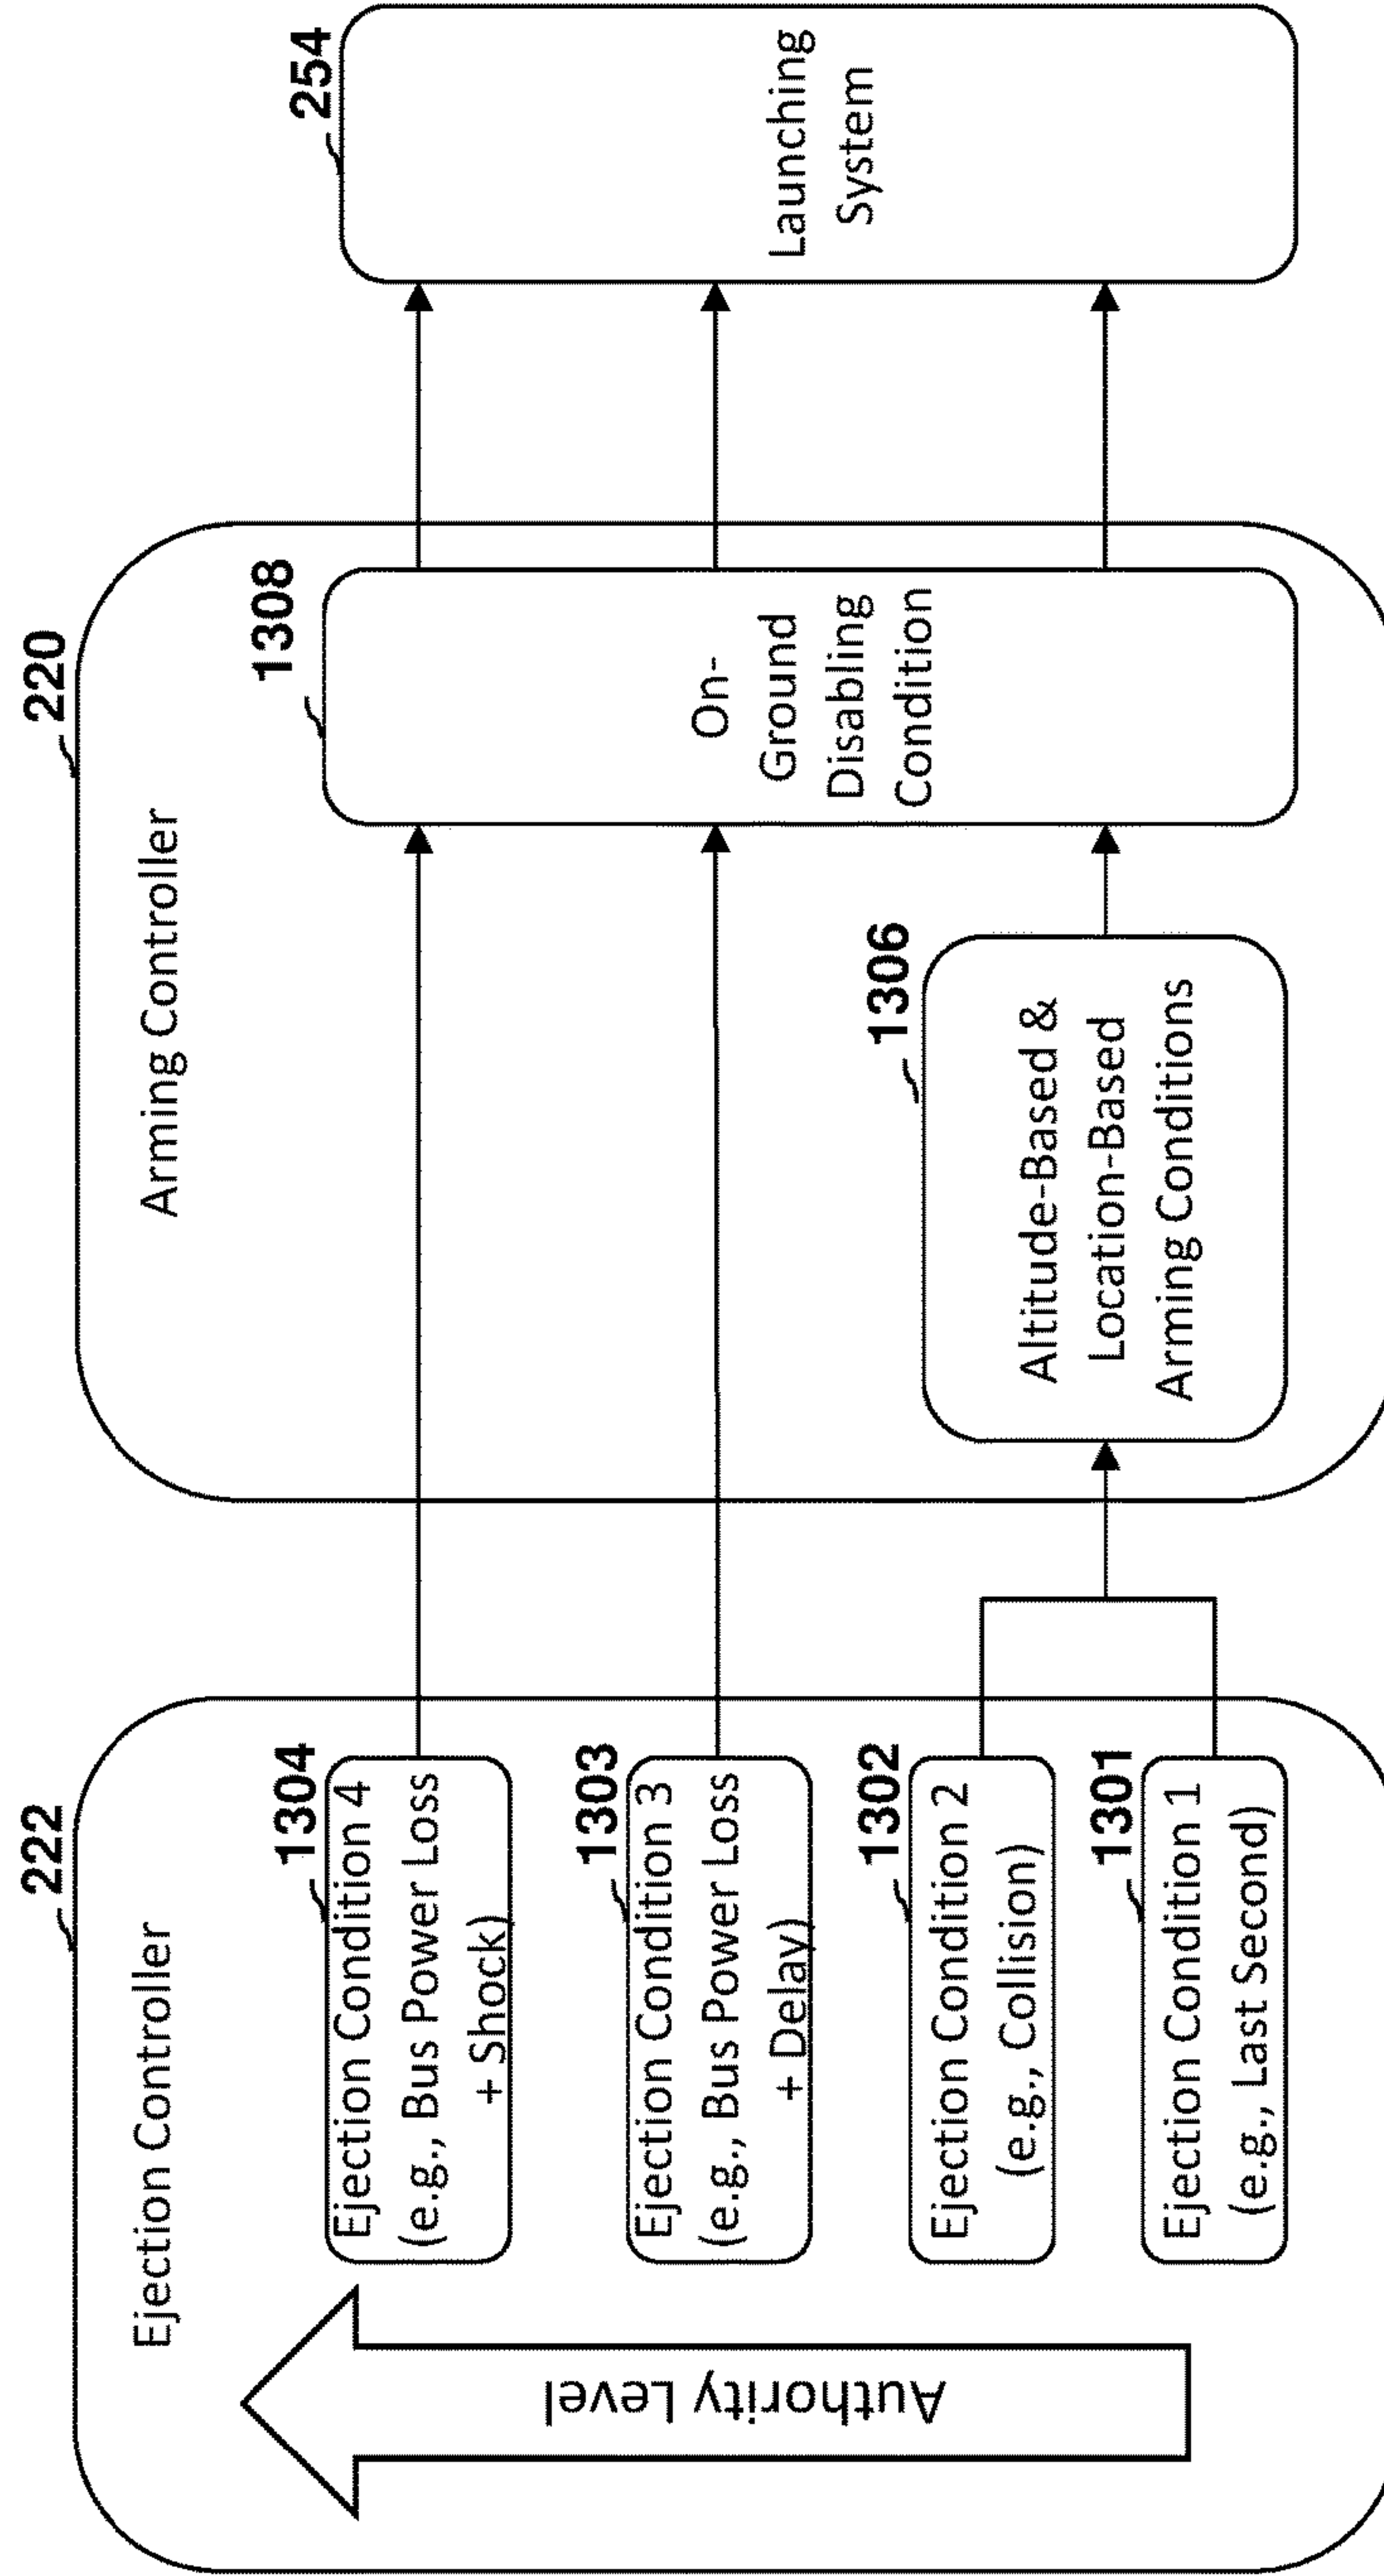 222
Ejection Controller
Authority Level
1304
Ejection Condition 4
(e.g., Bus Power Loss
+ Shock)
1303
Ejection Condition 3
(e.g., Bus Power Loss
+ Delay)
1302
Ejection Condition 2
(e.g., Collision)
1301
Ejection Condition 1
(e.g., Last Second)
220
Arming Controller
1306
Altitude-Based &
Location-Based
Arming Conditions
1308
On-
Ground
Disabling
Condition
254
Launching
System